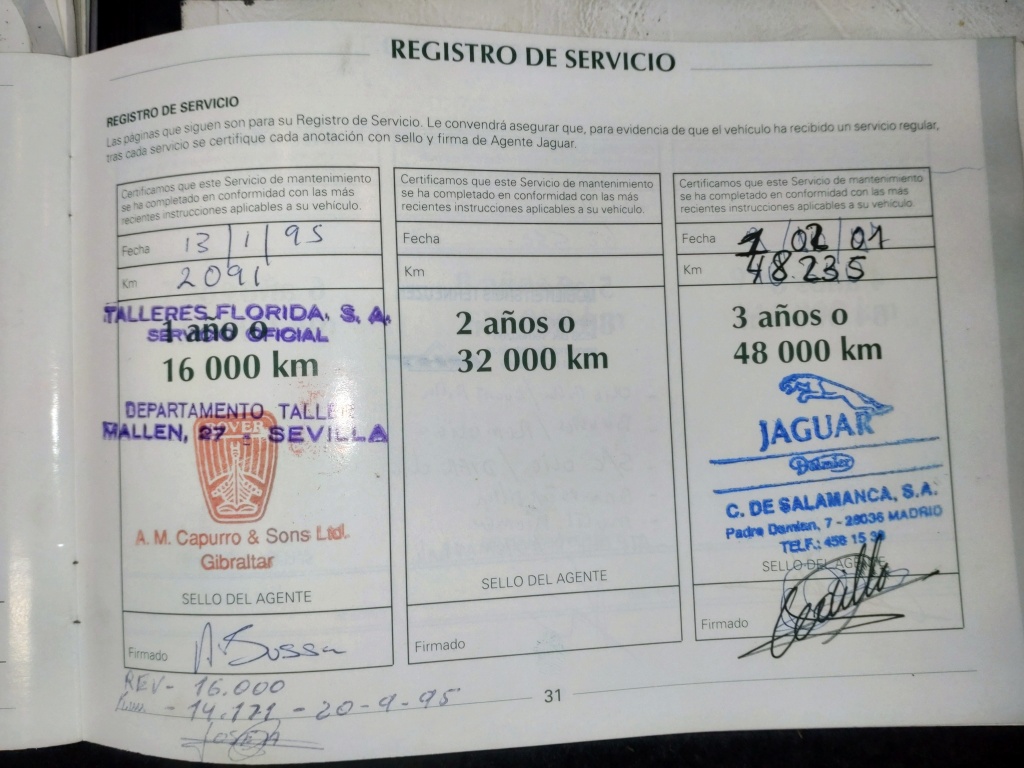 REGISTRO DE SERVICIO
REGISTRO DE SERVICIO
Las páginas que siguen son para su Registro de Servicio. Le convendrá asegurar que, para evidencia de que el vehículo ha recibido un servicio regular,
tras cada servicio se certifique cada anotación con sello y firma de Agente Jaguar.
Certificamos que este Servicio de mantenimiento
se ha completado en conformidad con las más
recientes instrucciones aplicables a su vehículo.
Fecha 13 / 1 / 95
Km 2091
TALLERES FLORIDA, S. A.
SERVICIO OFICIAL
1 año o
16 000 km
DEPARTAMENTO TALLER
MALLEN, 27 - SEVILLA
ROVER
A. M. Capurro & Sons Ltd.
Gibraltar
SELLO DEL AGENTE
Firmado
REV - 16.000
- 14.121 - 20-9-95
Certificamos que este Servicio de mantenimiento
se ha completado en conformidad con las más
recientes instrucciones aplicables a su vehículo.
Fecha
Km
2 años o
32 000 km
SELLO DEL AGENTE
Firmado
Certificamos que este Servicio de mantenimiento
se ha completado en conformidad con las más
recientes instrucciones aplicables a su vehículo.
Fecha / 02 / 01
Km 48.235
3 años o
48 000 km
JAGUAR
Daimler
C. DE SALAMANCA, S.A.
Padre Damian, 7 - 28036 MADRID
TELF.: 458 15
SELLO DEL AGENTE
Firmado
31